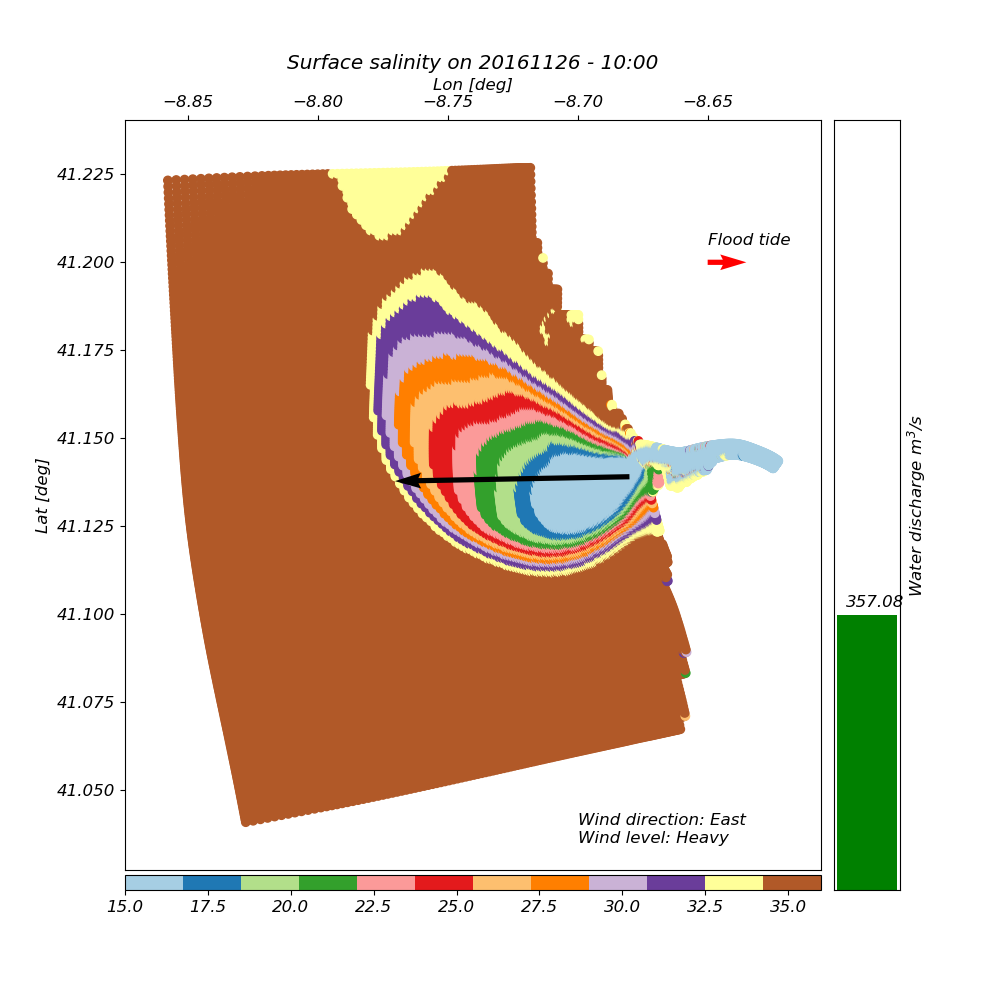 Surface salinity on 20161126 - 10:00
Lon [deg]
−8.85 −8.80 −8.75 −8.70 −8.65
41.225
41.200
41.175
41.150
41.125
41.100
41.075
41.050
Lat [deg]
Flood tide
Wind direction: East
Wind level: Heavy
15.0 17.5 20.0 22.5 25.0 27.5 30.0 32.5 35.0
357.08
Water discharge m³/s